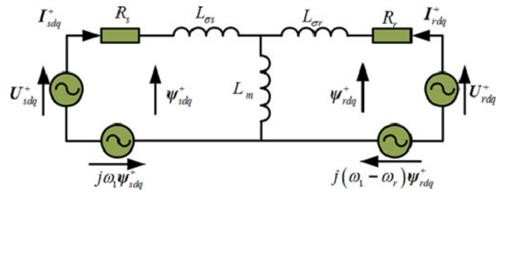 I⁺sdq Rs Lσs Lσr Rr I⁺rdq
U⁺sdq ψ⁺sdq Lm ψ⁺rdq U⁺rdq
jω₁ψ⁺sdq j(ω₁ − ωr)ψ⁺rdq